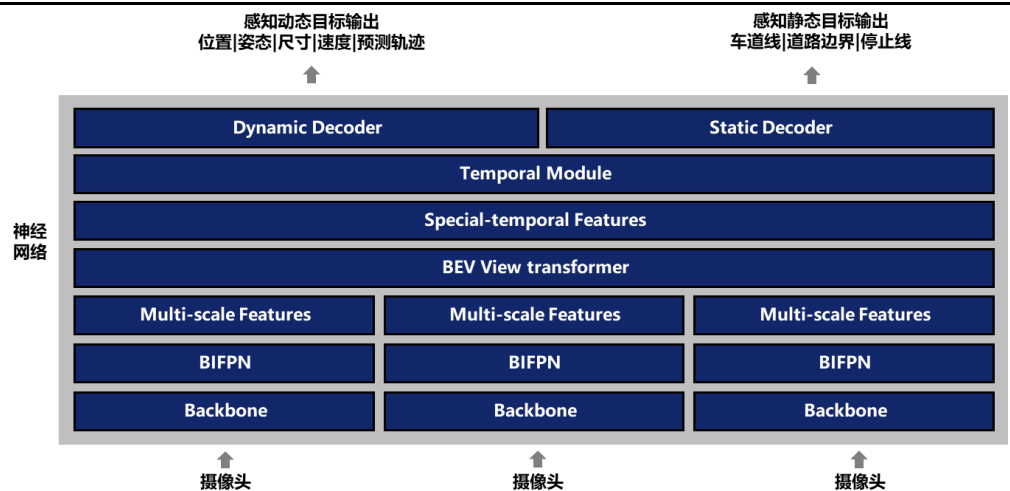 感知动态目标输出
位置|姿态|尺寸|速度|预测轨迹
感知静态目标输出
车道线|道路边界|停止线
Dynamic Decoder
Static Decoder
Temporal Module
Special-temporal Features
BEV View transformer
神经
网络
Multi-scale Features
Multi-scale Features
Multi-scale Features
BIFPN
BIFPN
BIFPN
Backbone
Backbone
Backbone
摄像头
摄像头
摄像头